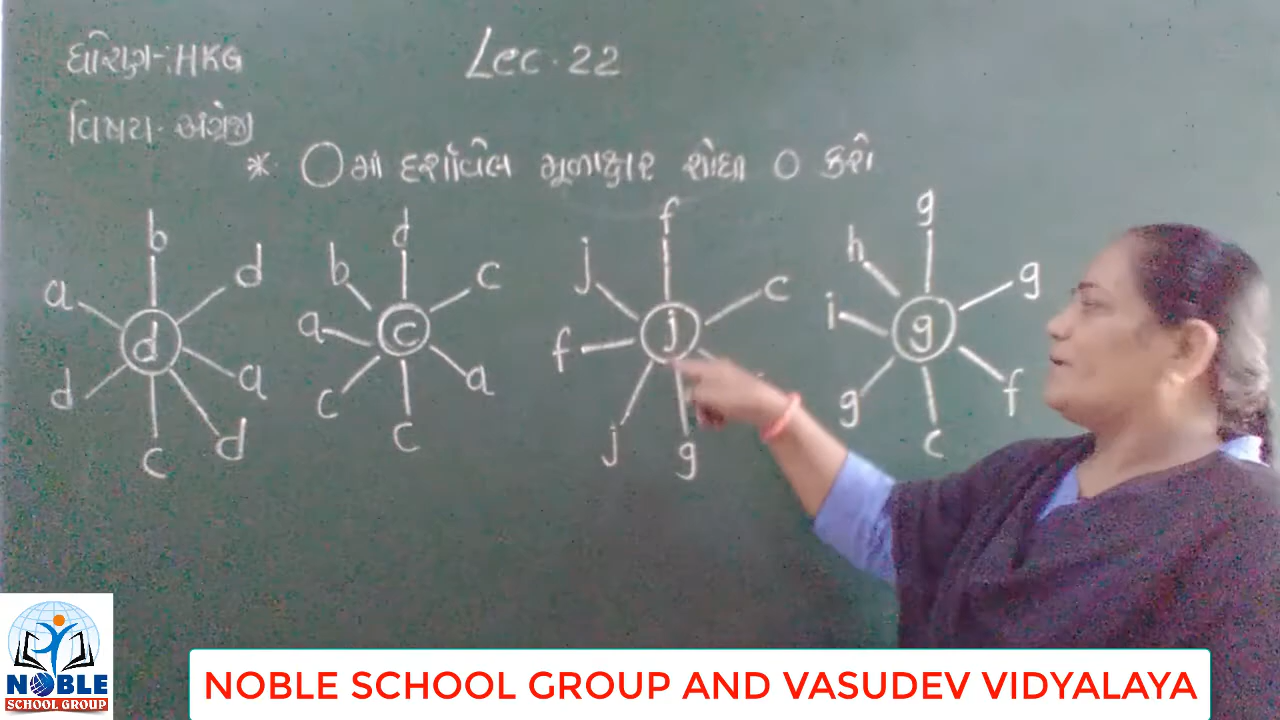 ધોરણ-:HKG
Lec. 22
વિષય- અંગ્રેજી
* ○માં દર્શાવેલ મૂળાક્ષર શોધી ○ કરો
b d a d c d a d
d b c a c c a c
f j c f j j g
g h g i g g c f
NOBLE
SCHOOL GROUP
NOBLE SCHOOL GROUP AND VASUDEV VIDYALAYA